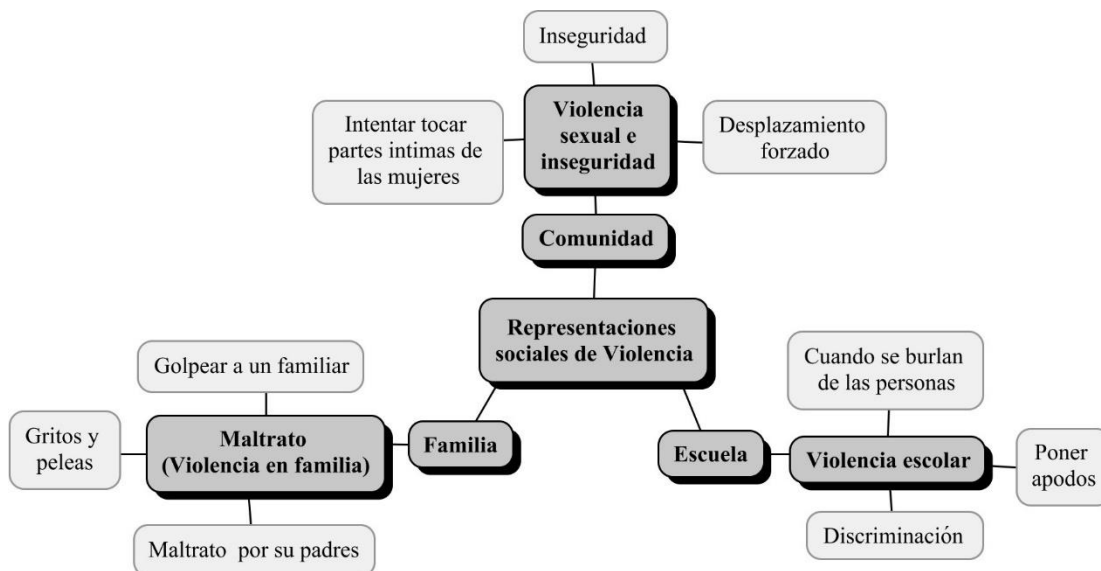 Inseguridad
Violencia
sexual e
inseguridad
Intentar tocar
partes intimas de
las mujeres
Desplazamiento
forzado
Comunidad
Representaciones
sociales de Violencia
Golpear a un familiar
Gritos y
peleas
Maltrato
(Violencia en familia)
Familia
Maltrato por su padres
Cuando se burlan
de las personas
Escuela
Violencia escolar
Poner
apodos
Discriminación